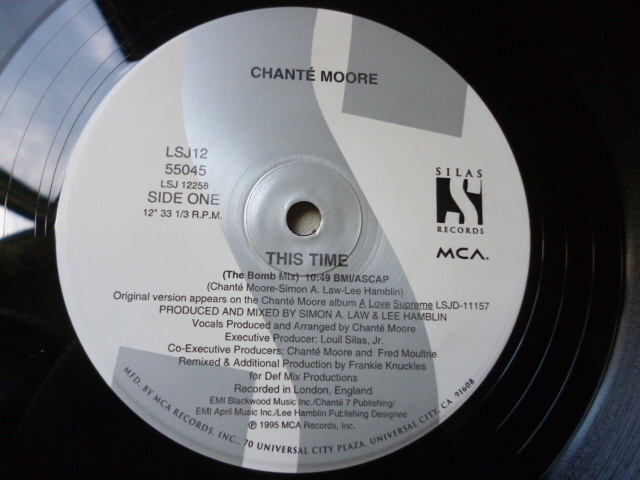 CHANTÉ MOORE
LSJ12
55045
LSJ 12258
SIDE ONE
12" 33 1/3 R.P.M.
SILAS
S
RECORDS
MCA.
THIS TIME
(The Bomb Mix) 10:49 BMI/ASCAP
(Chanté Moore-Simon A. Law-Lee Hamblin)
Original version appears on the Chanté Moore album A Love Supreme LSJD-11157
PRODUCED AND MIXED BY SIMON A. LAW & LEE HAMBLIN
Vocals Produced and Arranged by Chanté Moore
Executive Producer: Louil Silas, Jr.
Co-Executive Producers: Chanté Moore and Fred Moultrie
Remixed & Additional Production by Frankie Knuckles
for Def Mix Productions
Recorded in London, England
EMI Blackwood Music Inc./Chanté 7 Publishing/
EMI April Music Inc./Lee Hamblin Publishing Designee
℗ 1995 MCA Records, Inc.
MFD. BY MCA RECORDS, INC., 70 UNIVERSAL CITY PLAZA, UNIVERSAL CITY, CA 91608